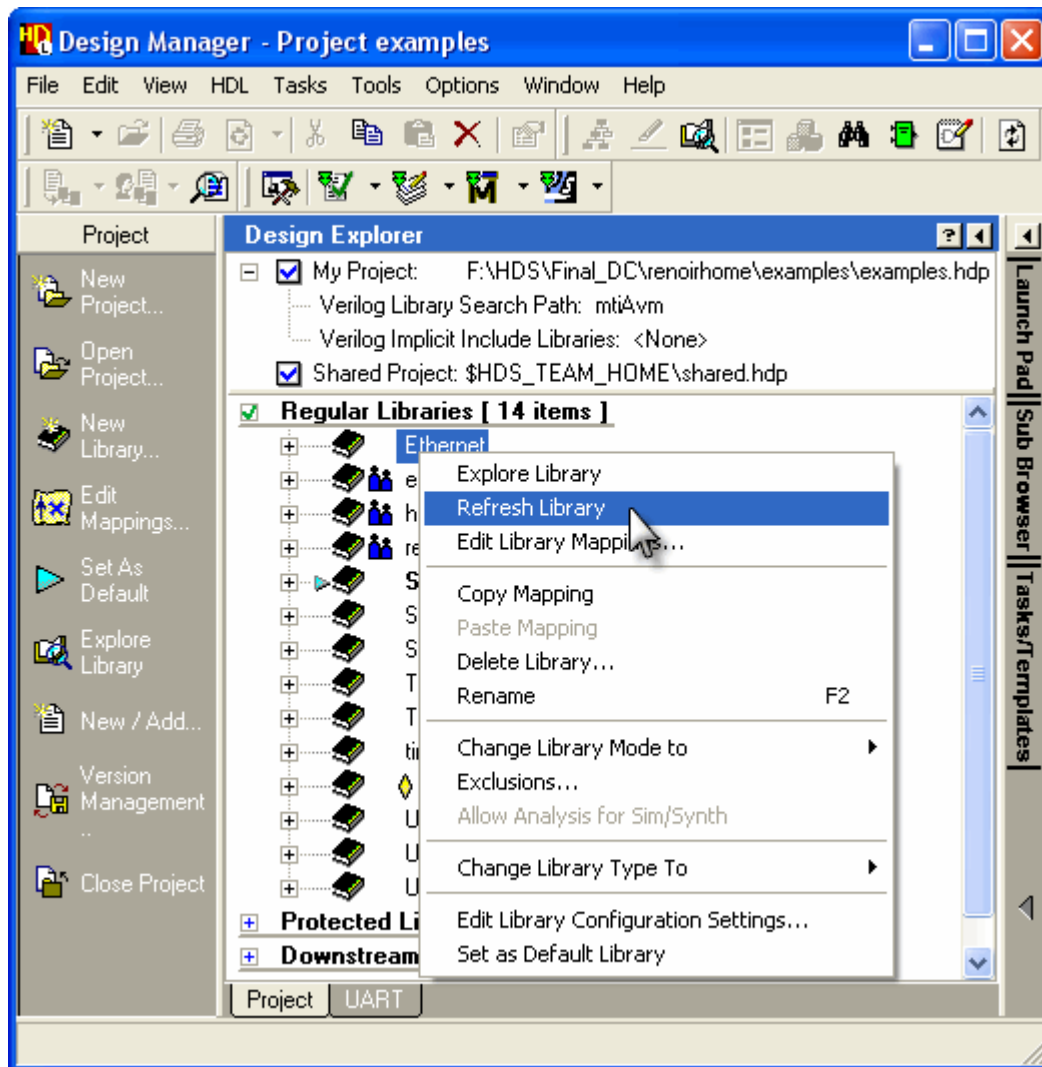 Design Manager - Project examples
File Edit View HDL Tasks Tools Options Window Help
Project
New Project...
Open Project...
New Library...
Edit Mappings...
Set As Default
Explore Library
New / Add...
Version Management ..
Close Project
Design Explorer
My Project: F:\HDS\Final_DC\renoirhome\examples\examples.hdp
Verilog Library Search Path: mtiAvm
Verilog Implicit Include Libraries: <None>
Shared Project: $HDS_TEAM_HOME\shared.hdp
Regular Libraries [ 14 items ]
Ethernet
e
h
re
S
S
S
T
T
tir
U
U
U
Protected Li
Downstream
Explore Library
Refresh Library
Edit Library Mappings...
Copy Mapping
Paste Mapping
Delete Library...
Rename F2
Change Library Mode to
Exclusions...
Allow Analysis for Sim/Synth
Change Library Type To
Edit Library Configuration Settings...
Set as Default Library
Project UART
Launch Pad
Sub Browser
Tasks/Templates